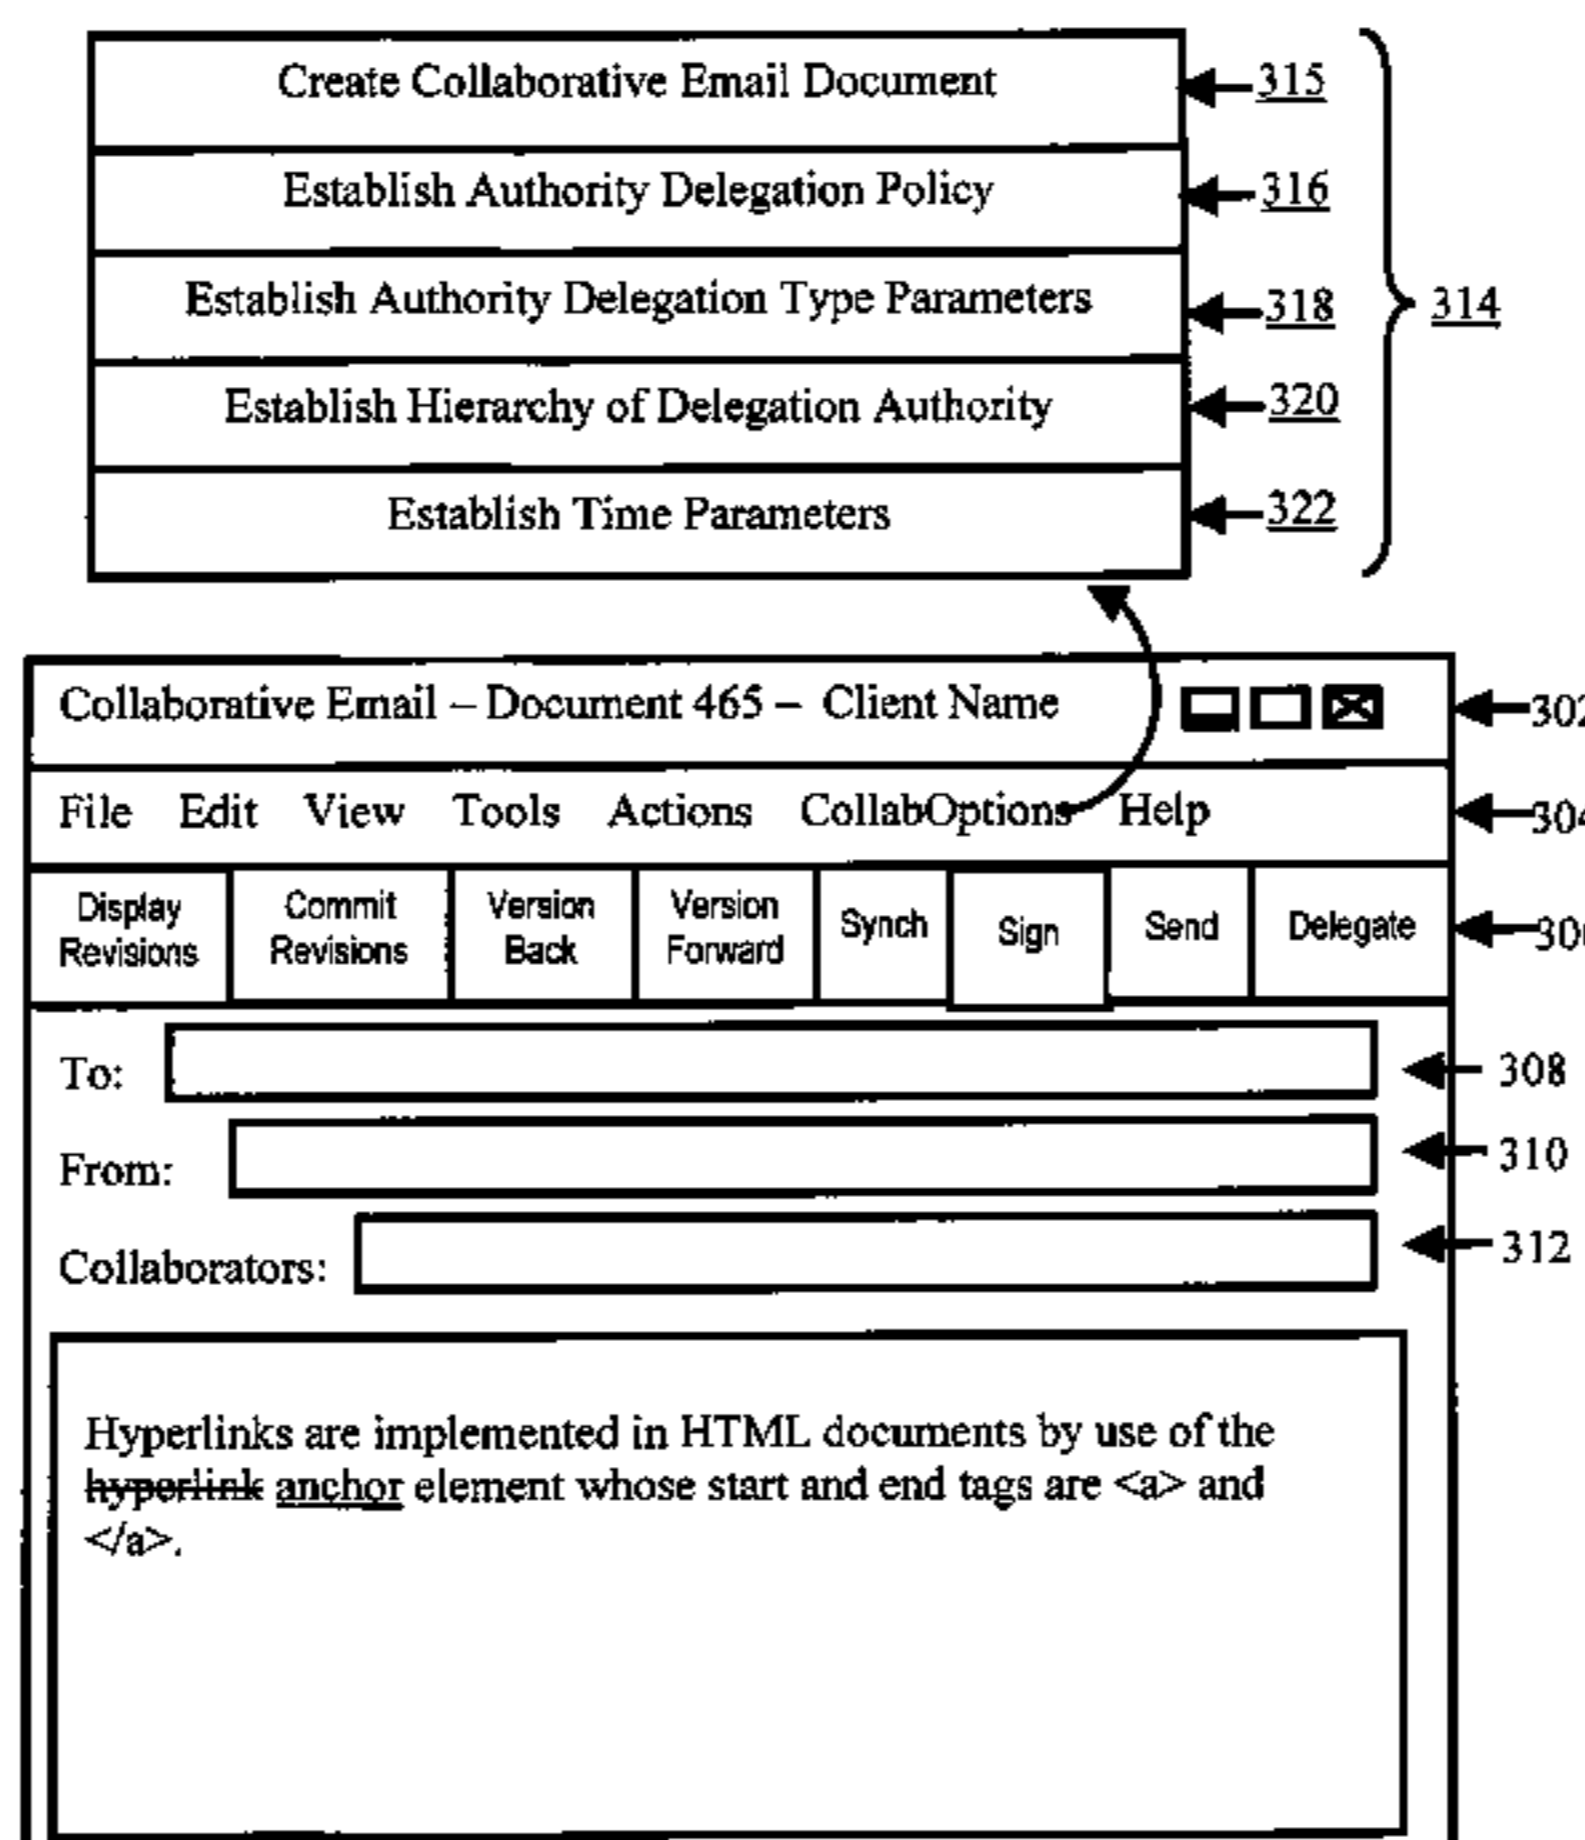 Create Collaborative Email Document 315
Establish Authority Delegation Policy 316
Establish Authority Delegation Type Parameters 318
314
Establish Hierarchy of Delegation Authority 320
Establish Time Parameters 322
Collaborative Email – Document 465 – Client Name 302
File Edit View Tools Actions CollabOptions Help 304
Display Revisions Commit Revisions Version Back Version Forward Synch Sign Send Delegate
To: 308
From: 310
Collaborators: 312
Hyperlinks are implemented in HTML documents by use of the
hyperlink anchor element whose start and end tags are <a> and
</a>.